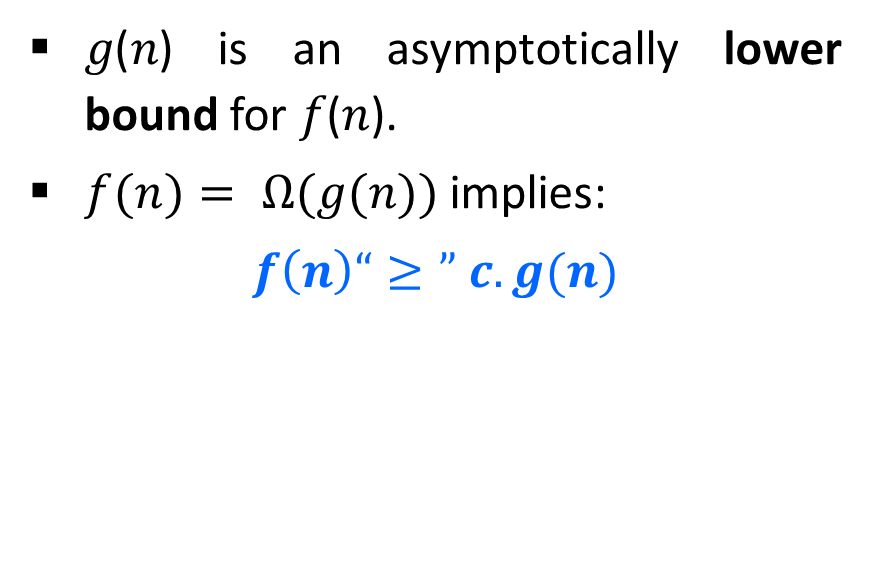 ▪ g(n) is an asymptotically lower
bound for f(n).
▪ f(n) = Ω(g(n)) implies:
f(n)“ ≥ ” c. g(n)